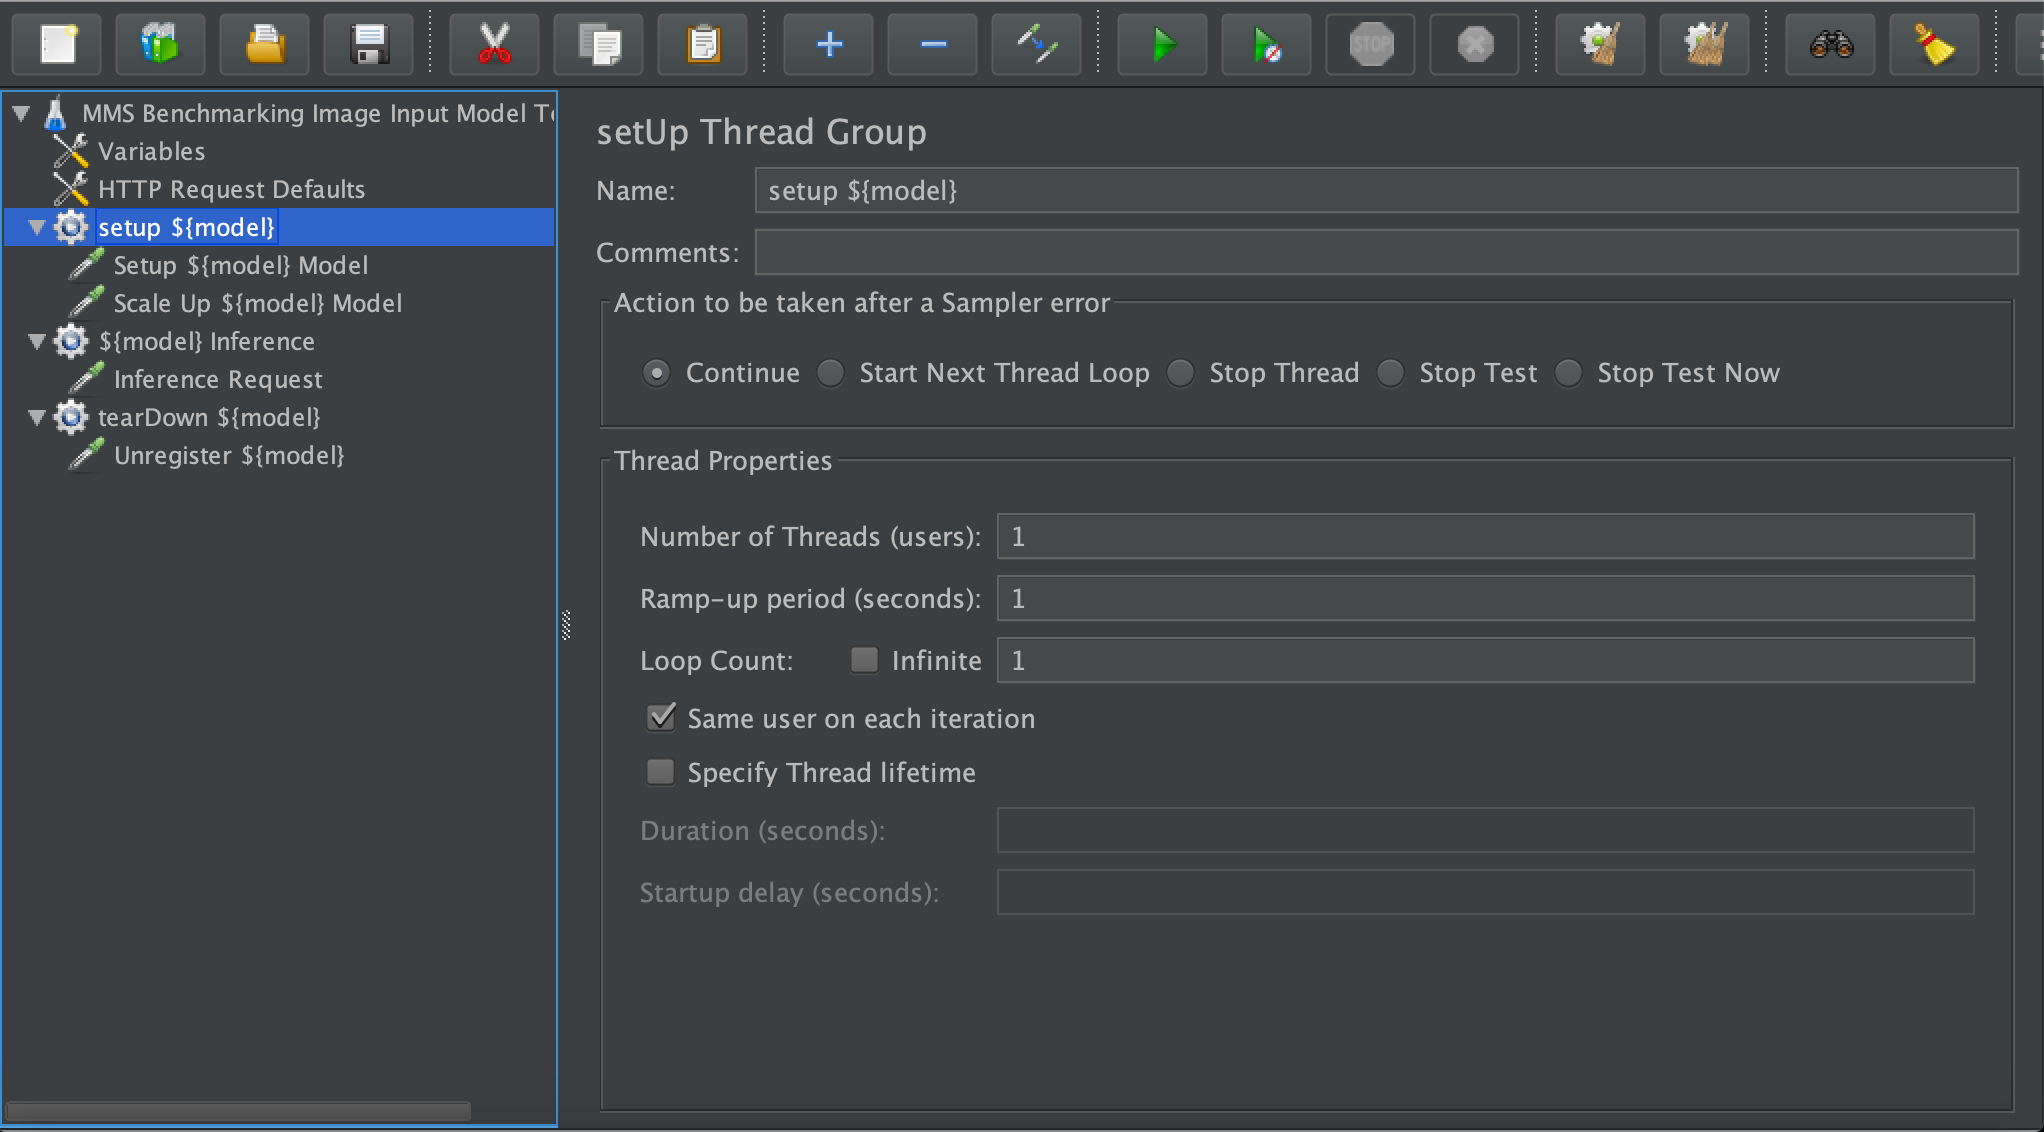 STOP
MMS Benchmarking Image Input Model
Variables
HTTP Request Defaults
setup ${model}
Setup ${model} Model
Scale Up ${model} Model
${model} Inference
Inference Request
tearDown ${model}
Unregister ${model}
setUp Thread Group
Name: setup ${model}
Comments:
Action to be taken after a Sampler error
Continue Start Next Thread Loop Stop Thread Stop Test Stop Test Now
Thread Properties
Number of Threads (users): 1
Ramp-up period (seconds): 1
Loop Count: Infinite 1
Same user on each iteration
Specify Thread lifetime
Duration (seconds):
Startup delay (seconds):